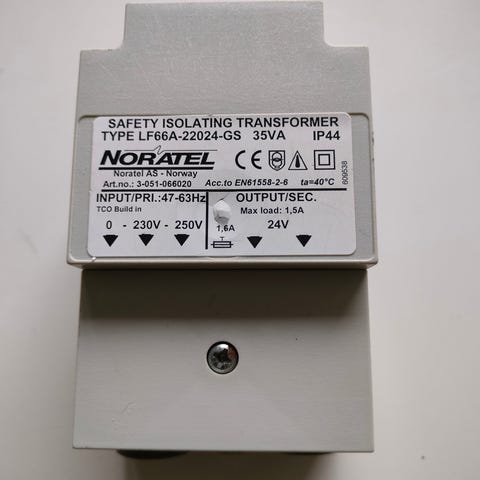 SAFETY ISOLATING TRANSFORMER
TYPE LF66A-22024-GS 35VA IP44
NORATEL
Noratel AS - Norway
Art.no.: 3-051-066020 Acc.to EN61558-2-6 ta=40°C
609538
INPUT/PRI.:47-63Hz OUTPUT/SEC.
TCO Build in Max load: 1,5A
0 - 230V - 250V 1,6A 24V